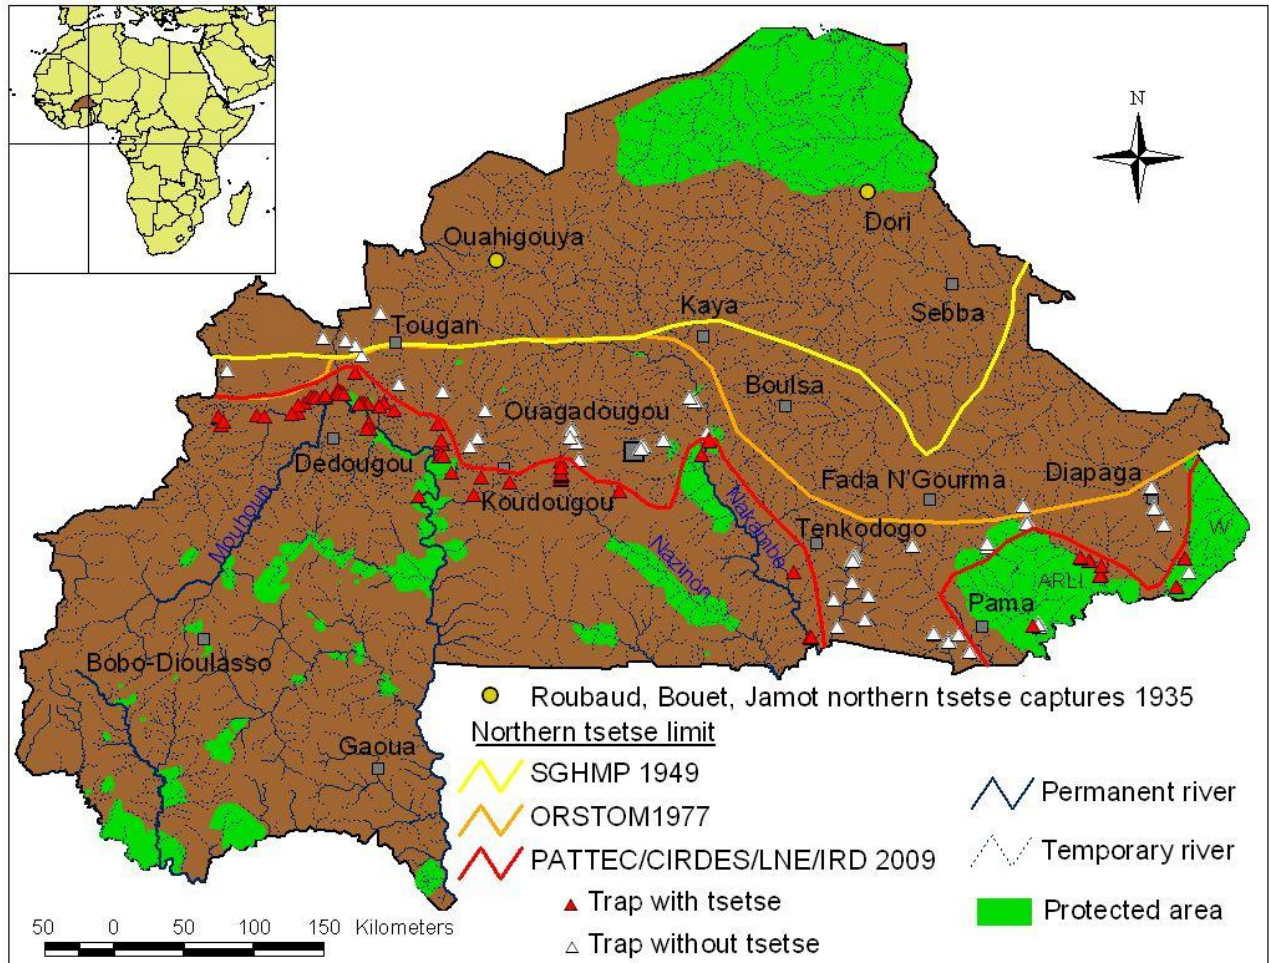 N
Dori
Ouahigouya
Sebba
Kaya
Tougan
Boulsa
Ouagadougou
Dedougou
Koudougou
Fada N'Gourma
Diapaga
Mouhoun
Nakambe
Tenkodogo
W
Nazinon
ARLI
Pama
Bobo-Dioulasso
Gaoua
Roubaud, Bouet, Jamot northern tsetse captures 1935
Northern tsetse limit
SGHMP 1949
ORSTOM1977
PATTEC/CIRDES/LNE/IRD 2009
Trap with tsetse
Trap without tsetse
Permanent river
Temporary river
Protected area
50 0 50 100 150 Kilometers